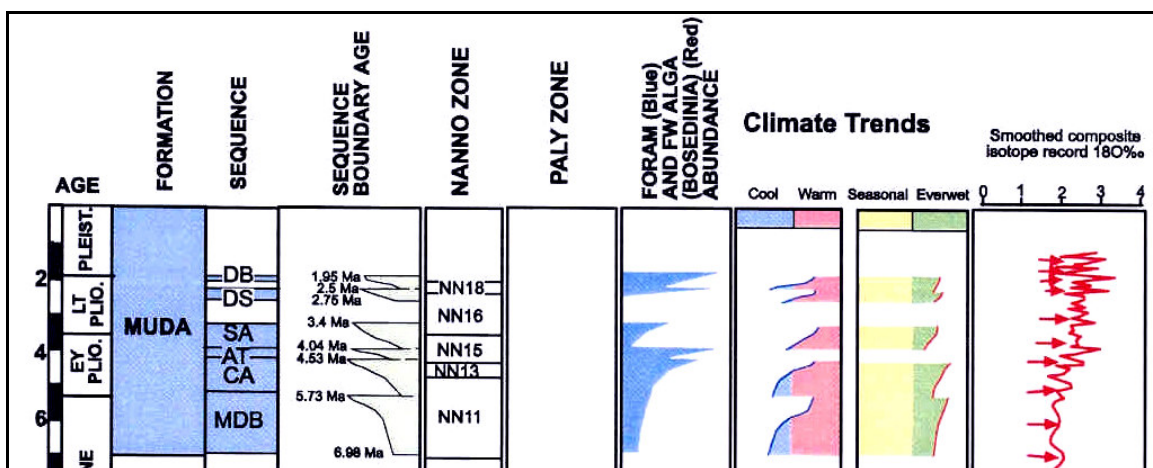 AGE
FORMATION
SEQUENCE
SEQUENCE
BOUNDARY AGE
NANNO ZONE
PALY ZONE
FORAM (Blue)
AND FW ALGA
(BOSEDINIA) (Red)
ABUNDANCE
Climate Trends
Cool
Warm
Seasonal
Everwet
Smoothed composite
isotope record 18O‰
0 1 2 3 4
2
4
6
PLEIST.
LT
PLIO.
EY
PLIO.
NE
MUDA
DB
DS
SA
AT
CA
MDB
1.95 Ma
2.5 Ma
2.75 Ma
3.4 Ma
4.04 Ma
4.53 Ma
5.73 Ma
6.98 Ma
NN18
NN16
NN15
NN13
NN11